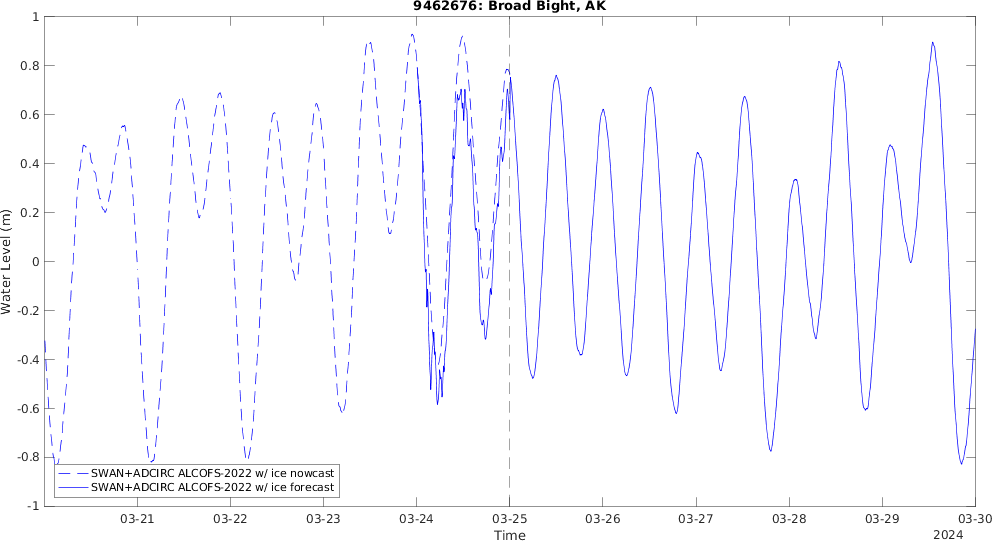 9462676: Broad Bight, AK
1
0.8
0.6
0.4
0.2
0
-0.2
-0.4
-0.6
-0.8
-1
Water Level (m)
SWAN+ADCIRC ALCOFS-2022 w/ ice nowcast
SWAN+ADCIRC ALCOFS-2022 w/ ice forecast
03-21 03-22 03-23 03-24 03-25 03-26 03-27 03-28 03-29 03-30
Time
2024